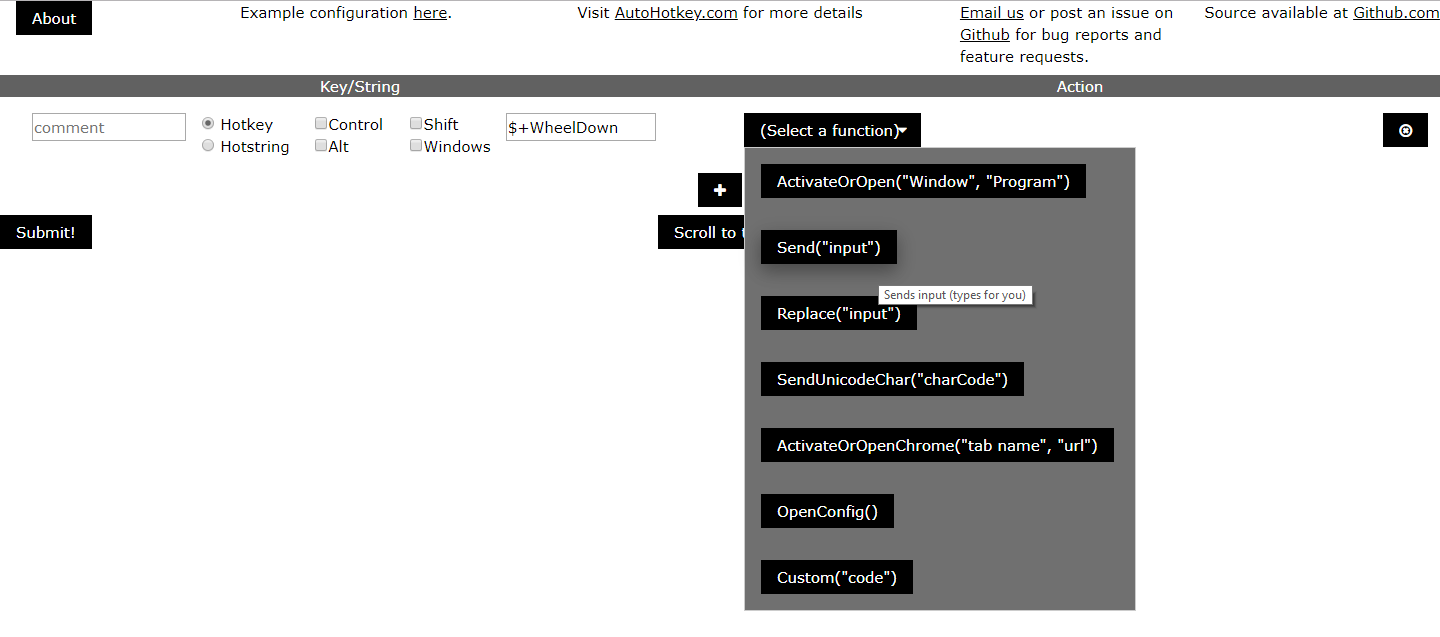 About
Example configuration here.
Visit AutoHotkey.com for more details
Email us or post an issue on
Github for bug reports and
feature requests.
Source available at Github.com
Key/String
Action
comment
Hotkey
Control
Shift
$+WheelDown
(Select a function)
Hotstring
Alt
Windows
ActivateOrOpen("Window", "Program")
Submit!
Scroll to t
Send("input")
Sends input (types for you)
Replace("input")
SendUnicodeChar("charCode")
ActivateOrOpenChrome("tab name", "url")
OpenConfig()
Custom("code")